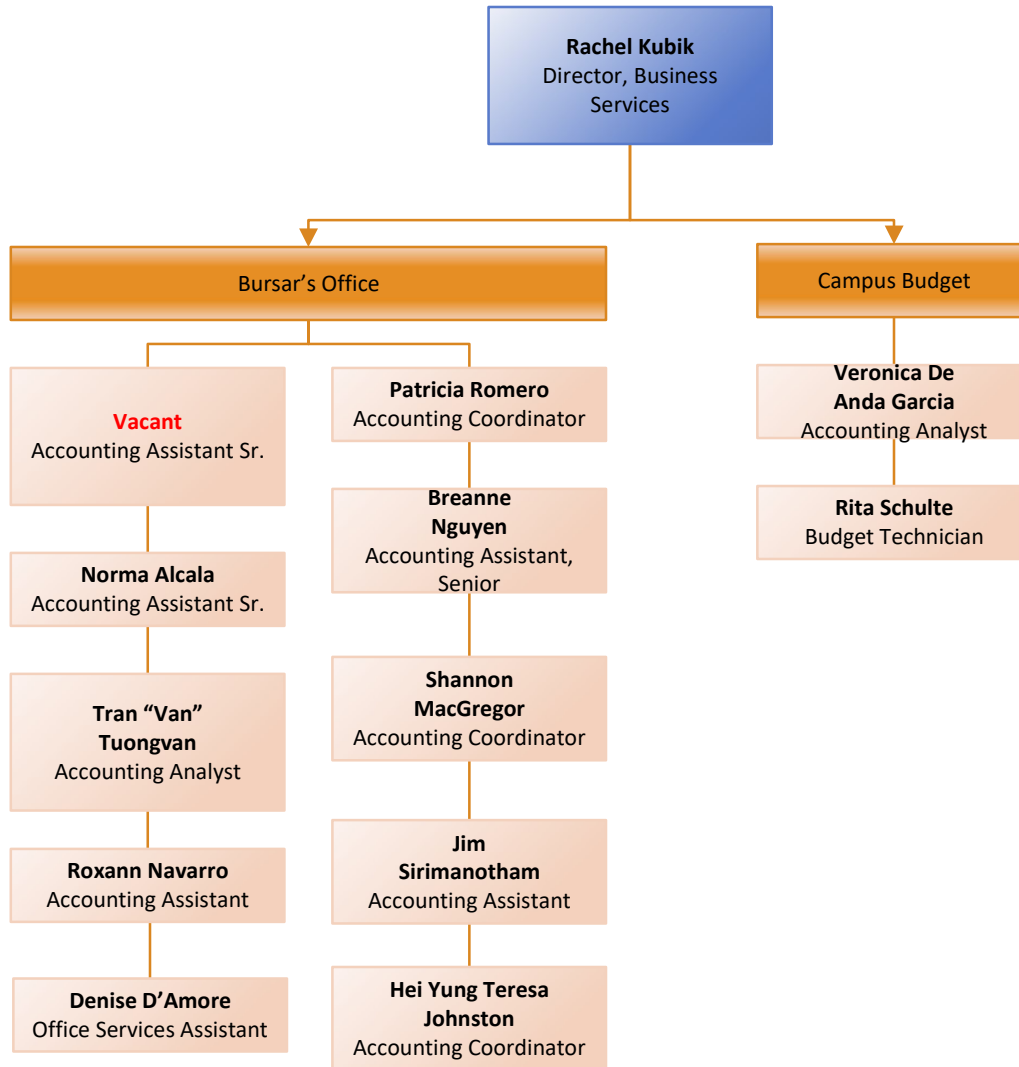 Rachel Kubik
Director, Business
Services
Bursar’s Office
Campus Budget
Vacant
Accounting Assistant Sr.
Norma Alcala
Accounting Assistant Sr.
Tran “Van”
Tuongvan
Accounting Analyst
Roxann Navarro
Accounting Assistant
Denise D’Amore
Office Services Assistant
Patricia Romero
Accounting Coordinator
Breanne
Nguyen
Accounting Assistant,
Senior
Shannon
MacGregor
Accounting Coordinator
Jim
Sirimanotham
Accounting Assistant
Hei Yung Teresa
Johnston
Accounting Coordinator
Veronica De
Anda Garcia
Accounting Analyst
Rita Schulte
Budget Technician